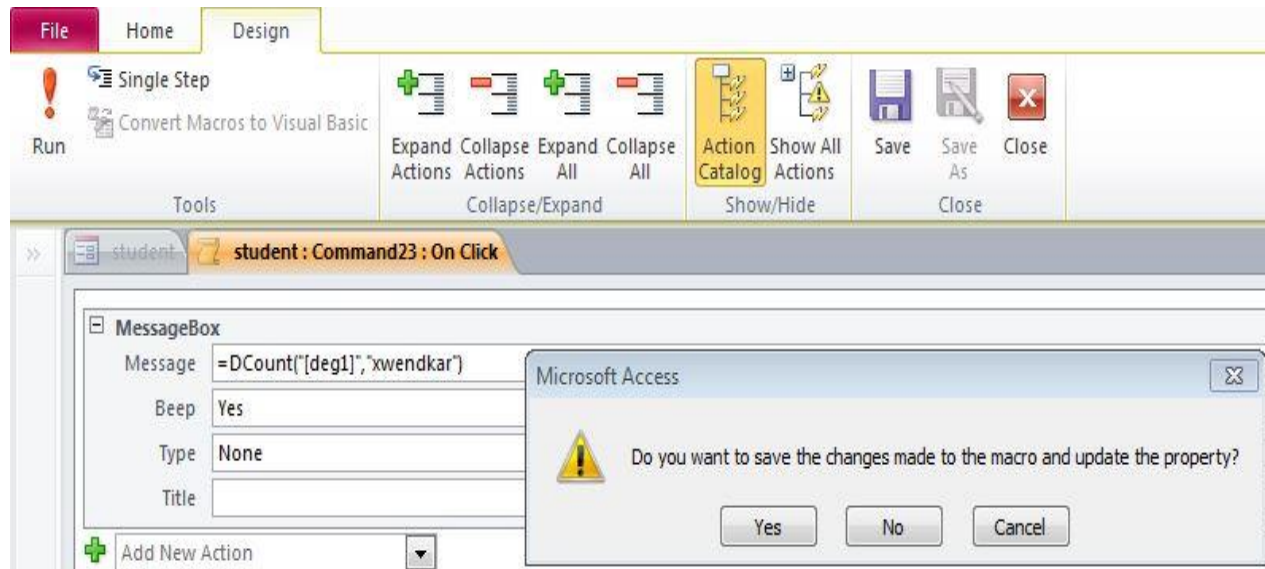 File Home Design
Run
Single Step
Convert Macros to Visual Basic
Tools
Expand Actions
Collapse Actions
Expand All
Collapse All
Collapse/Expand
Action Catalog
Show All Actions
Show/Hide
Save
Save As
Close
Close
student
student : Command23 : On Click
MessageBox
Message =DCount("[deg1]","xwendkar")
Beep Yes
Type None
Title
Add New Action
Microsoft Access
Do you want to save the changes made to the macro and update the property?
Yes No Cancel